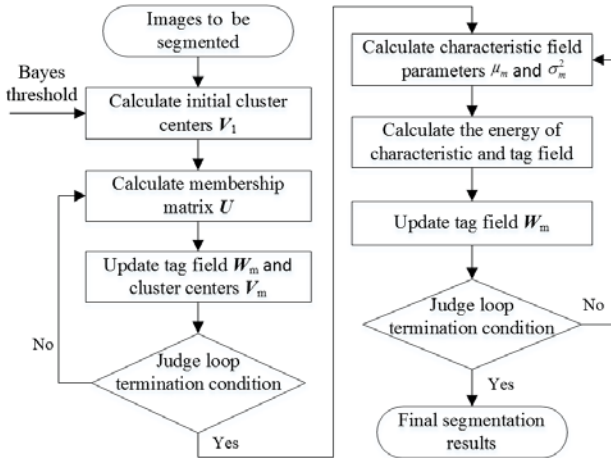 Images to be
segmented
Bayes
threshold
Calculate initial cluster
centers V₁
Calculate membership
matrix U
Update tag field Wₘ and
cluster centers Vₘ
No
Judge loop
termination condition
Yes
Calculate characteristic field
parameters μₘ and σ²ₘ
Calculate the energy of
characteristic and tag field
Update tag field Wₘ
Judge loop
termination condition
No
Yes
Final segmentation
results